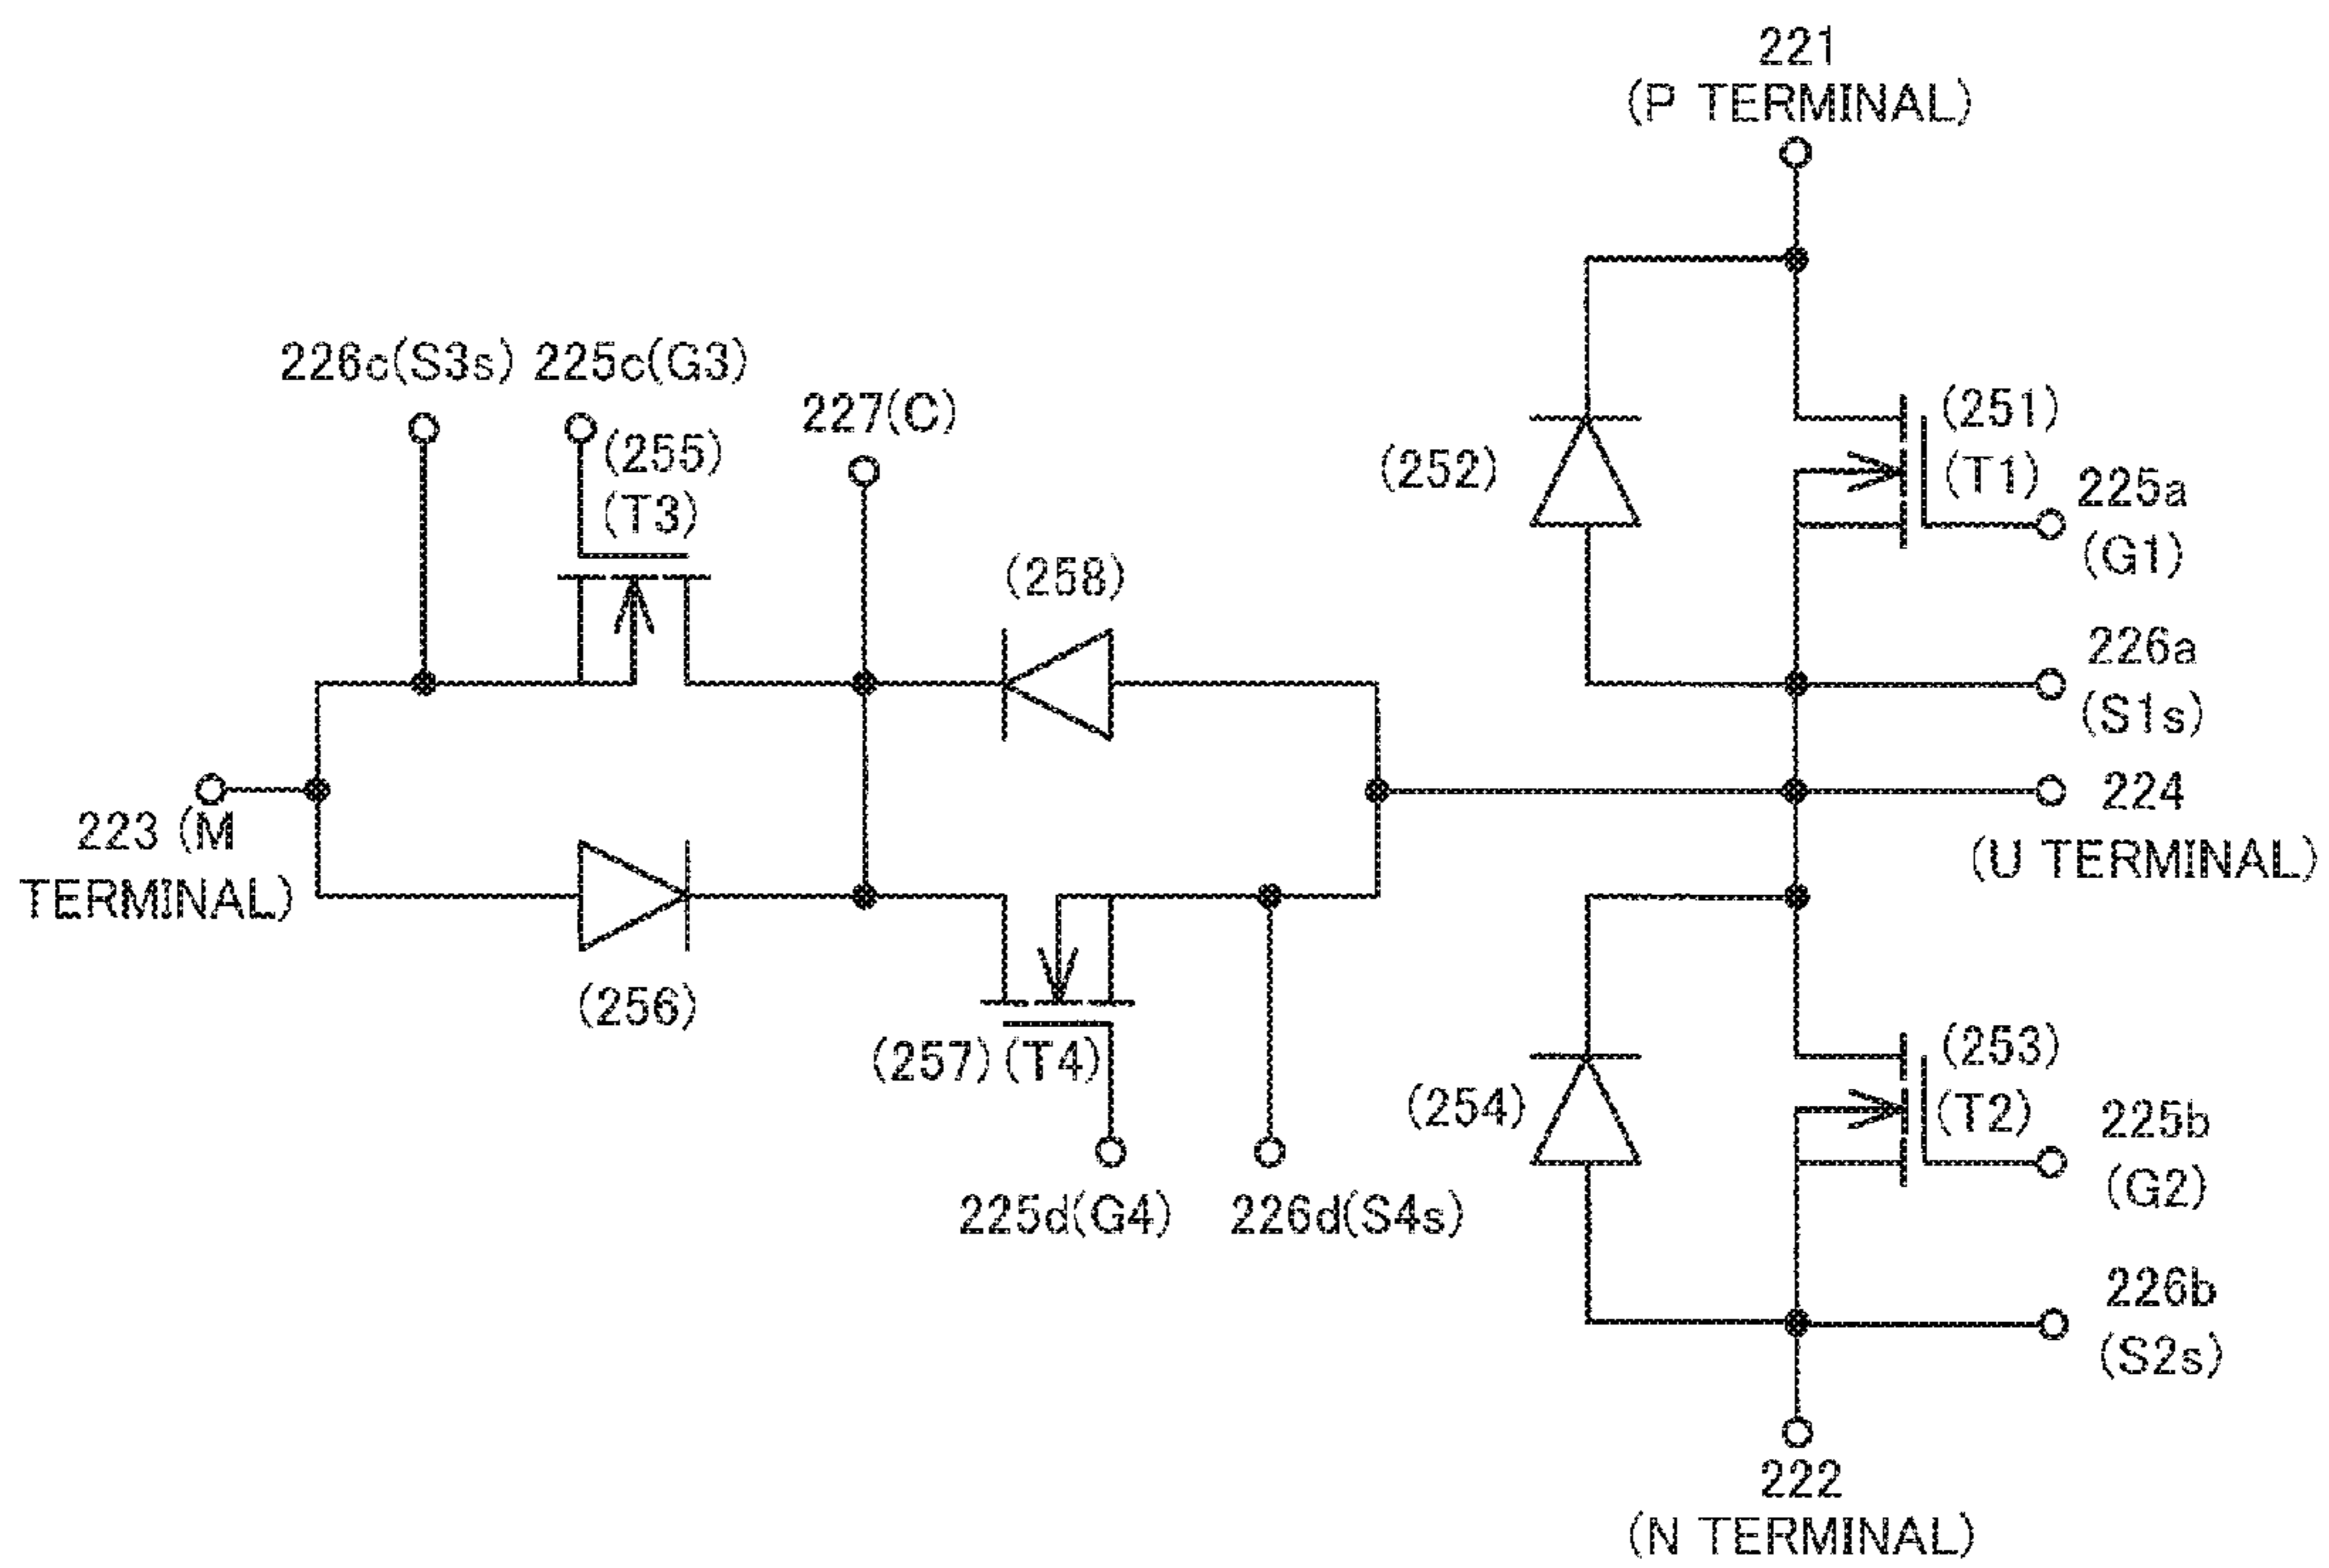 221
(P TERMINAL)
226c(S3s)
225c(G3)
227(C)
(255)
(T3)
(258)
(252)
(251)
(T1)
225a
(G1)
226a
(S1s)
223 (M
TERMINAL)
224
(U TERMINAL)
(256)
(257)(T4)
(254)
(253)
(T2)
225b
(G2)
225d(G4)
226d(S4s)
226b
(S2s)
222
(N TERMINAL)